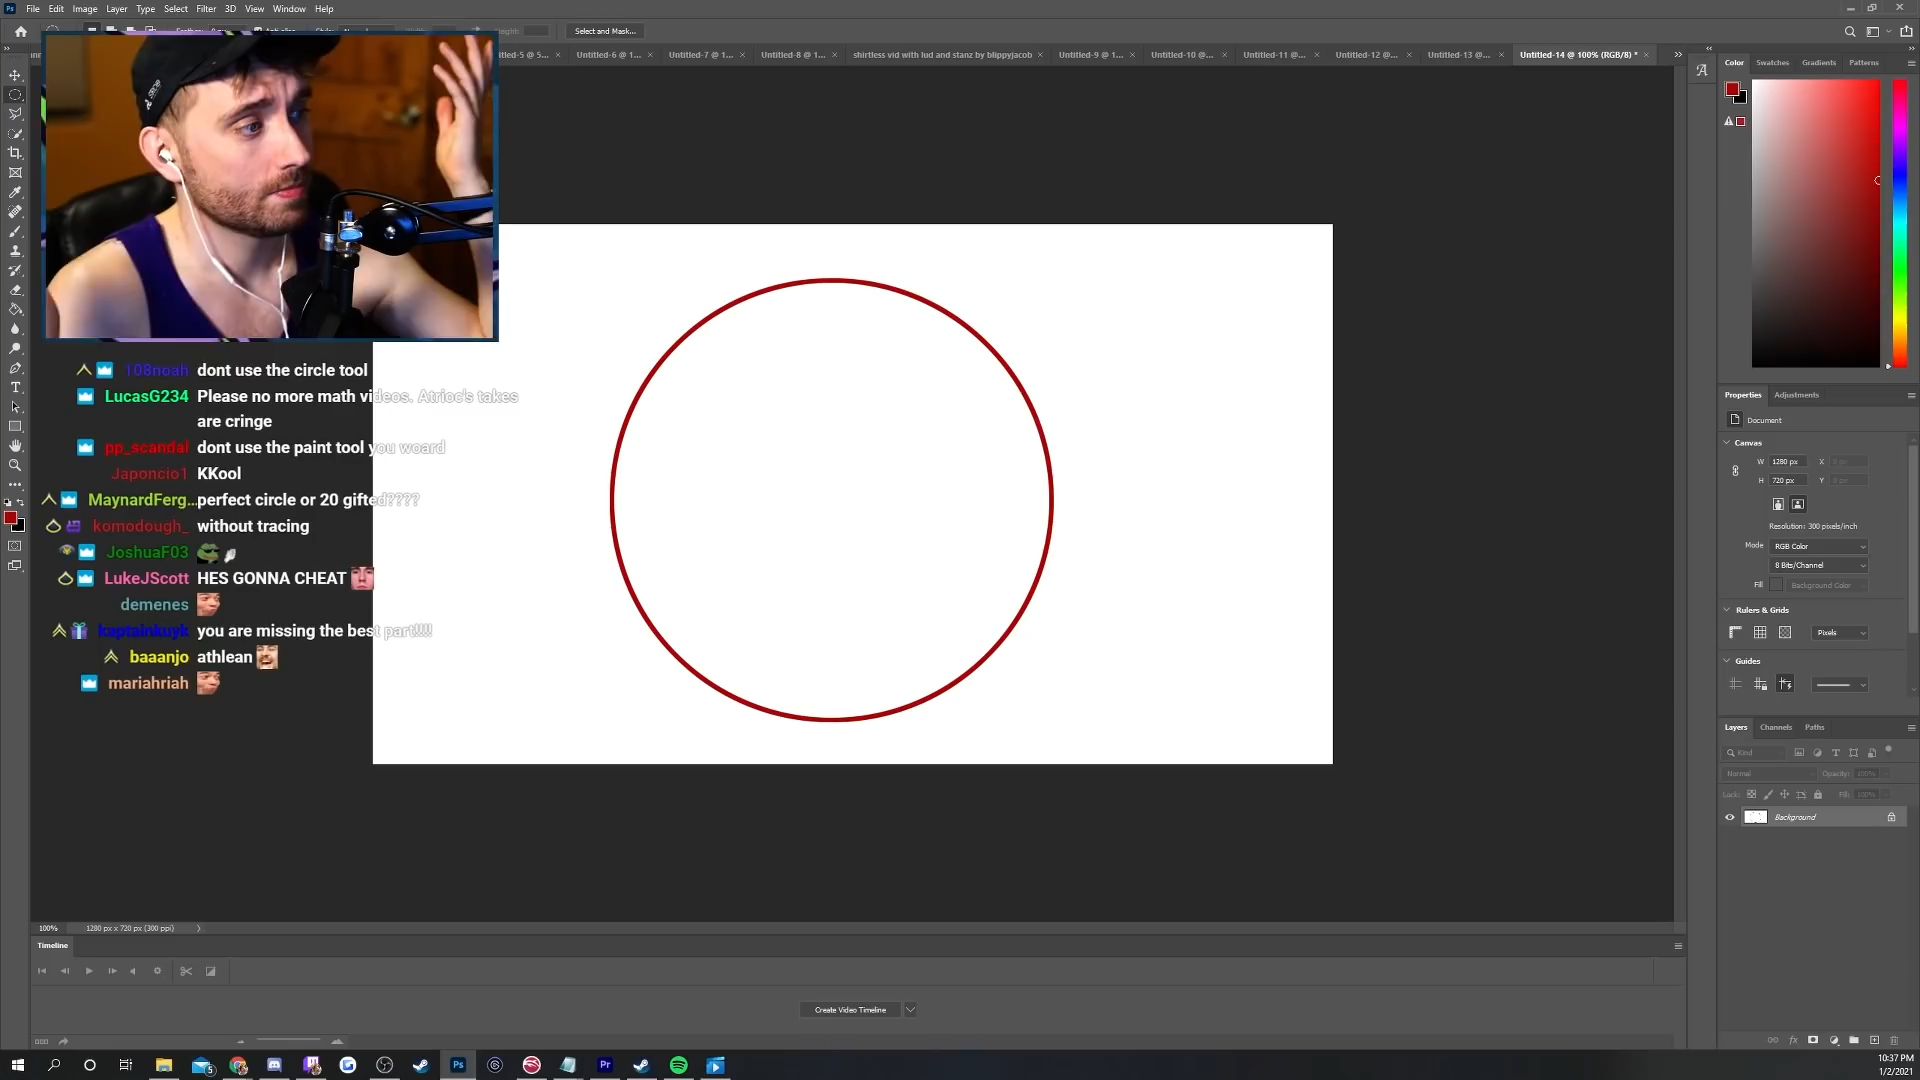 File Edit Image Layer Type Select Filter 3D View Window Help
Select and Mask...
Untitled-6 @ 1... × Untitled-7 @ 1... × Untitled-8 @ 1... × shirtless vid with lud and stanz by blippyjacob × Untitled-9 @ 1... × Untitled-10 @... × Untitled-11 @... × Untitled-12 @... × Untitled-13 @... × Untitled-14 @ 100% (RGB/8) * ×
Color Swatches Gradients Patterns
108noah dont use the circle tool
LucasG234 Please no more math videos. Atrioc's takes
are cringe
pp_scandal dont use the paint tool you woard
Japoncio1 KKool
MaynardFerg... perfect circle or 20 gifted????
komodough_ without tracing
JoshuaF03
LukeJScott HES GONNA CHEAT
demenes
kaptainkuyk you are missing the best part!!!!
baaanjo athlean
mariahriah
Properties Adjustments
Document
Canvas
W 1280 px X
H 720 px Y
Resolution: 300 pixels/inch
Mode RGB Color
8 Bits/Channel
Fill Background Color
Rulers & Grids
Pixels
Guides
Layers Channels Paths
Kind
Normal Opacity: 100%
Lock: Fill: 100%
Background
100% 1280 px x 720 px (300 ppi)
Timeline
Create Video Timeline
10:37 PM
1/2/2021